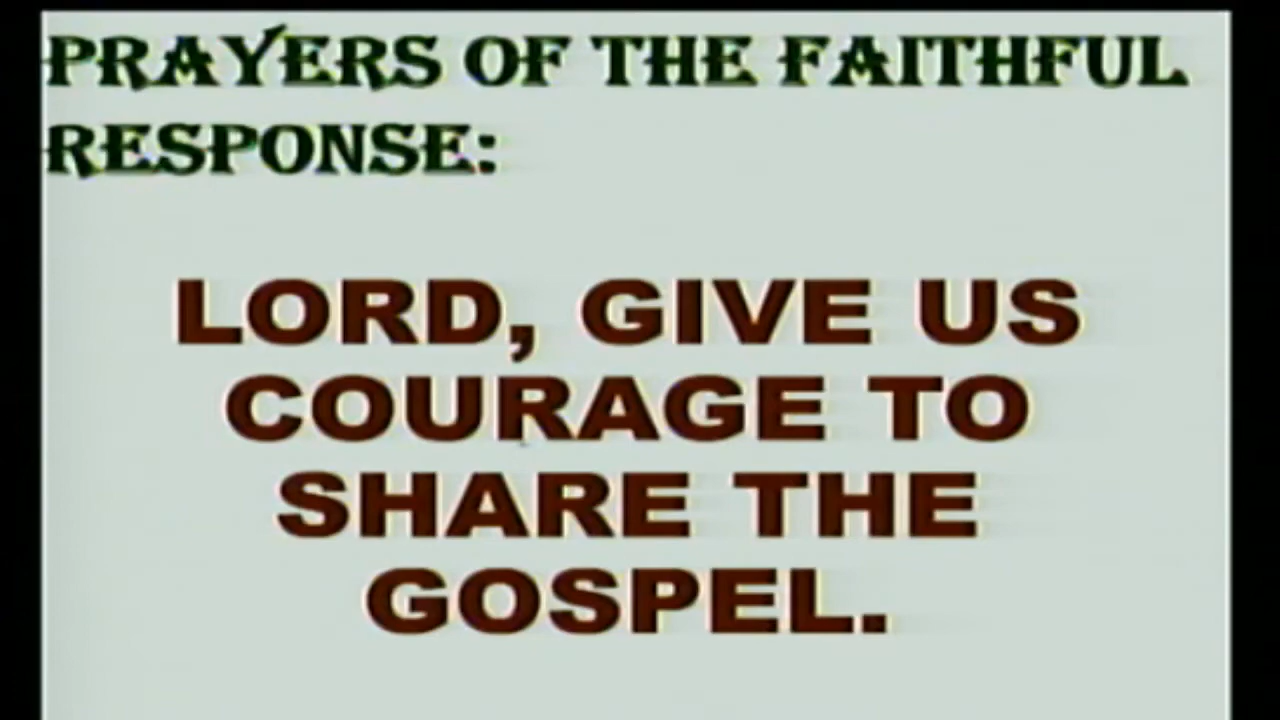 PRAYERS OF THE FAITHFUL
RESPONSE:
LORD, GIVE US
COURAGE TO
SHARE THE
GOSPEL.